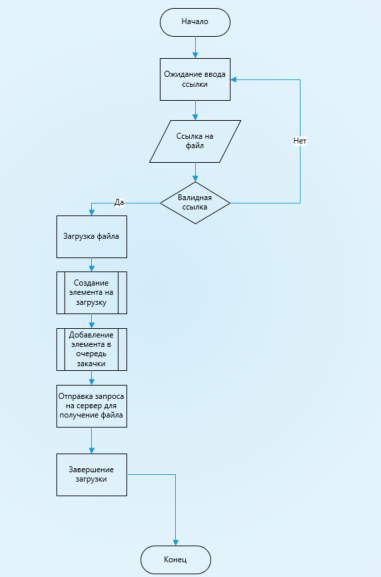 Начало
Ожидание ввода
ссылки
Ссылка на
файл
Нет
Валидная
ссылка
Да
Загрузка файла
Создание
элемента на
загрузку
Добавление
элемента в
очередь
закачки
Отправка запроса
на сервер для
получение файла
Завершение
загрузки
Конец